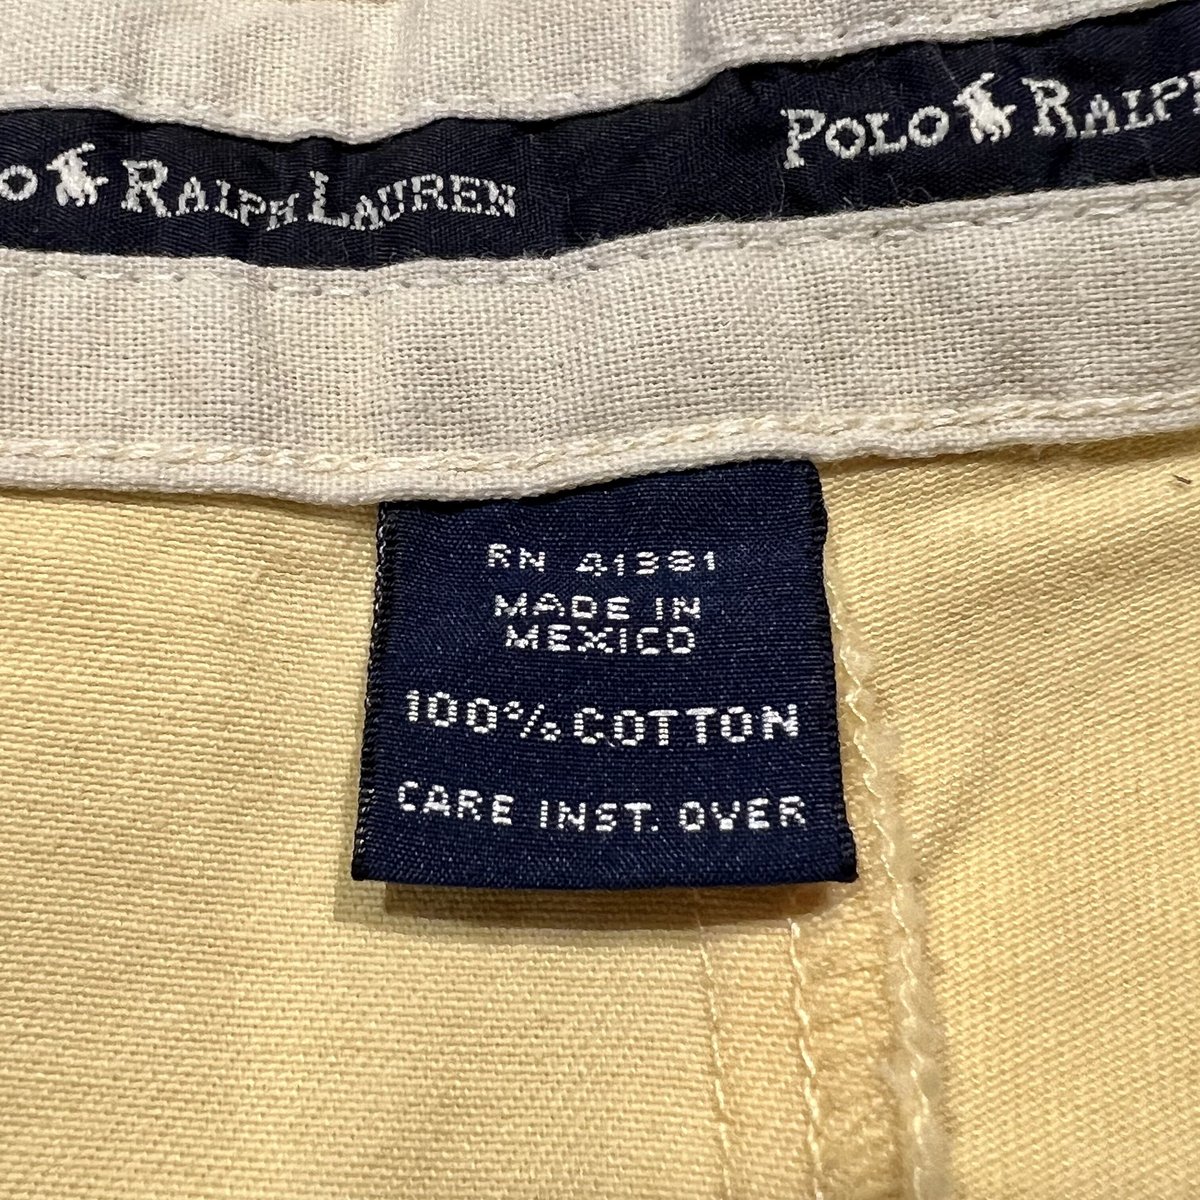 O RALPH LAUREN
POLO RALPH
RN 41381
MADE IN
MEXICO
100% COTTON
CARE INST. OVER